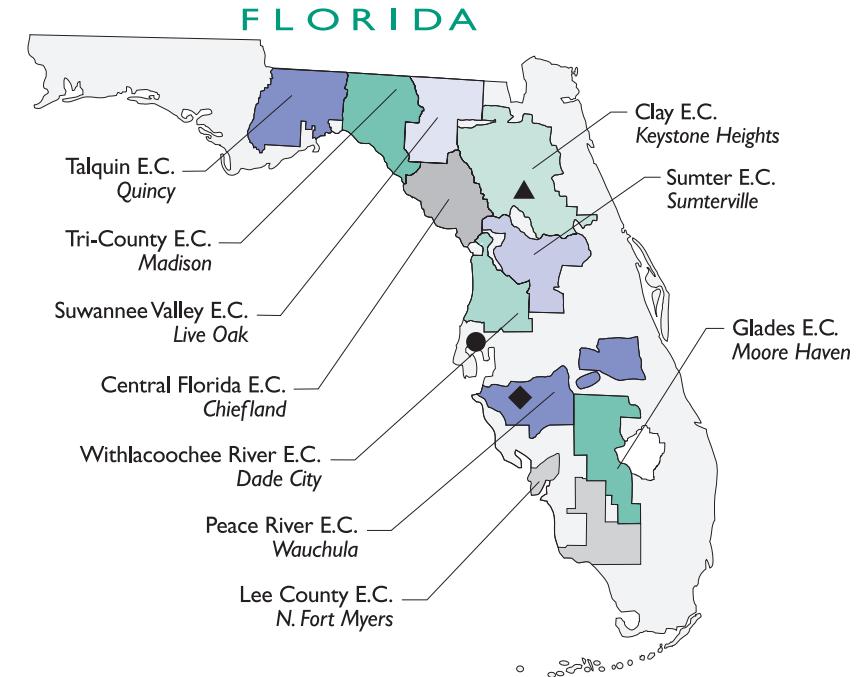 FLORIDA
Clay E.C.
Keystone Heights
Sumter E.C.
Sumterville
Talquin E.C.
Quincy
Tri-County E.C.
Madison
Suwannee Valley E.C.
Live Oak
Glades E.C.
Moore Haven
Central Florida E.C.
Chiefland
Withlacoochee River E.C.
Dade City
Peace River E.C.
Wauchula
Lee County E.C.
N. Fort Myers